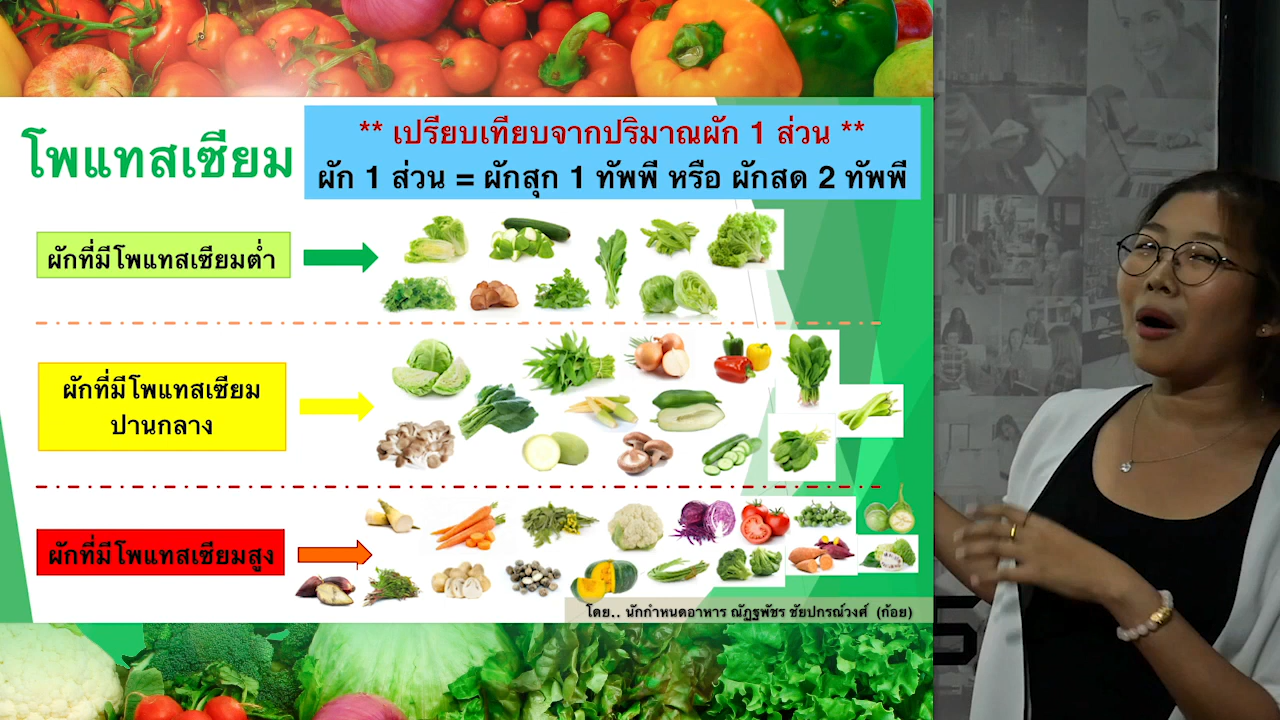 โพแทสเซียม
** เปรียบเทียบจากปริมาณผัก 1 ส่วน **
ผัก 1 ส่วน = ผักสุก 1 ทัพพี หรือ ผักสด 2 ทัพพี
ผักที่มีโพแทสเซียมต่ำ
ผักที่มีโพแทสเซียม
ปานกลาง
ผักที่มีโพแทสเซียมสูง
โดย.. นักกำหนดอาหาร ณัฏฐพัชร ชัยปกรณ์วงศ์ (ก้อย)